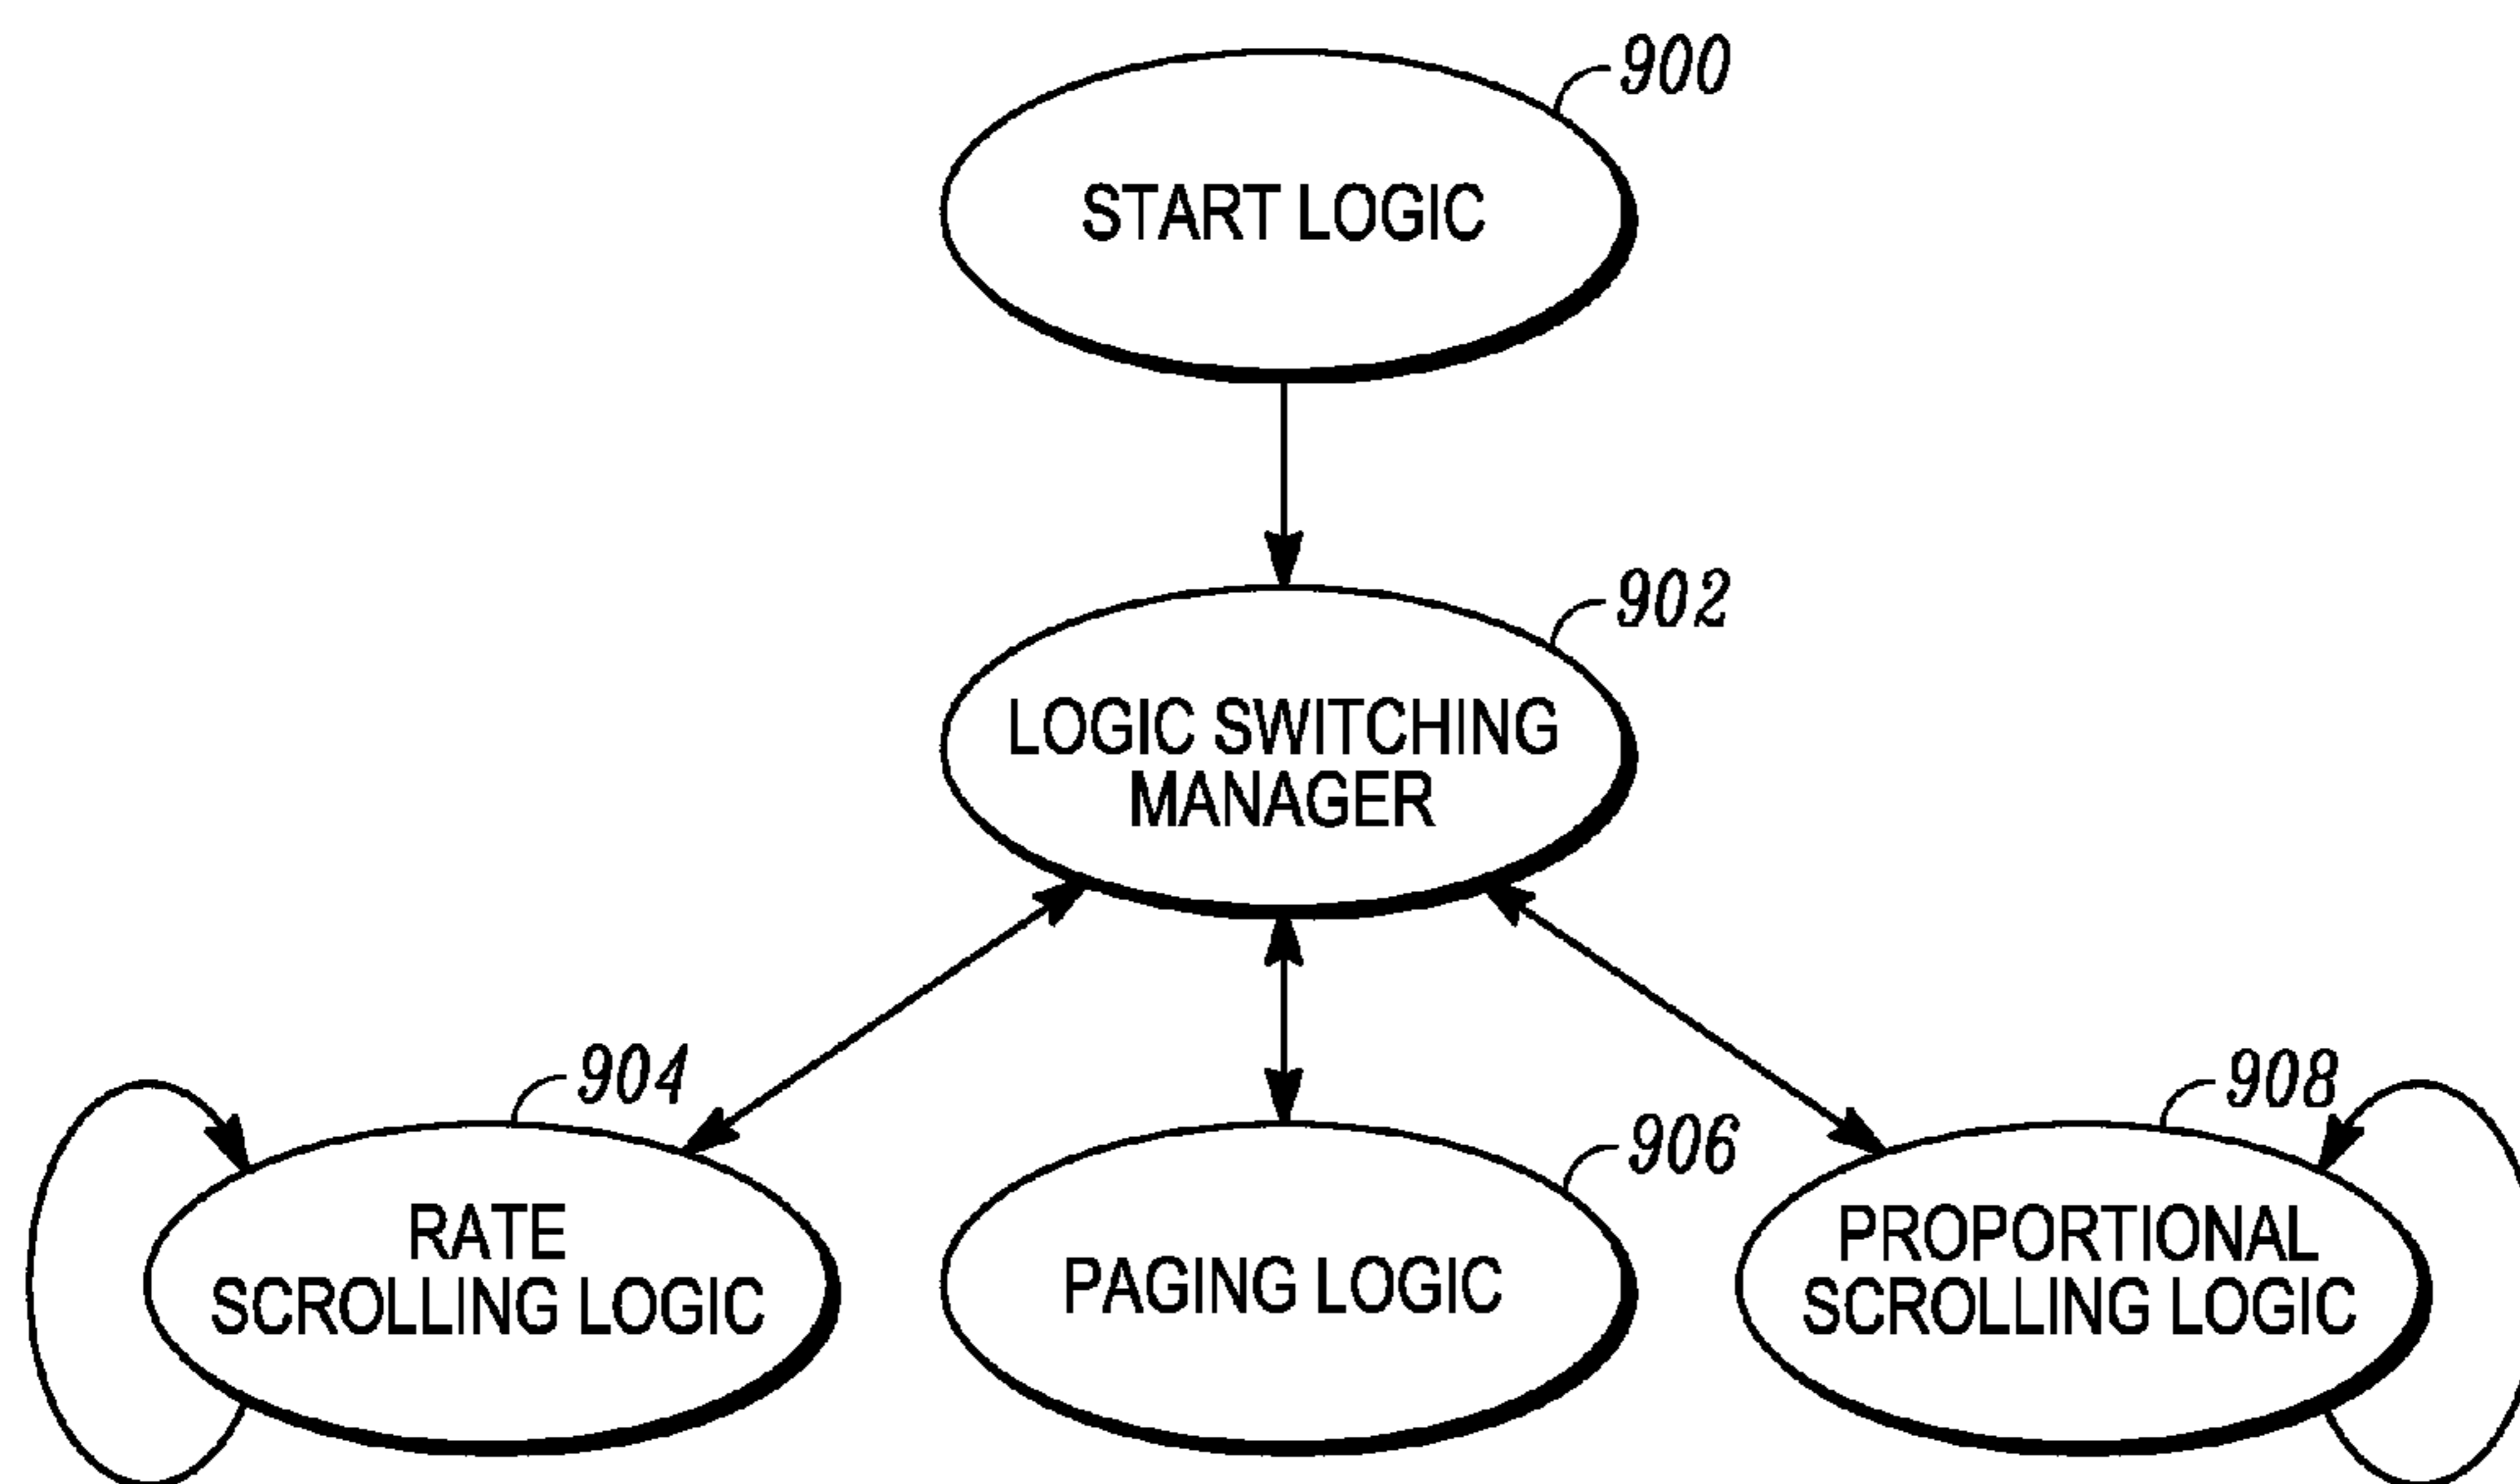 900
START LOGIC
902
LOGIC SWITCHING
MANAGER
904
RATE
SCROLLING LOGIC
906
PAGING LOGIC
908
PROPORTIONAL
SCROLLING LOGIC